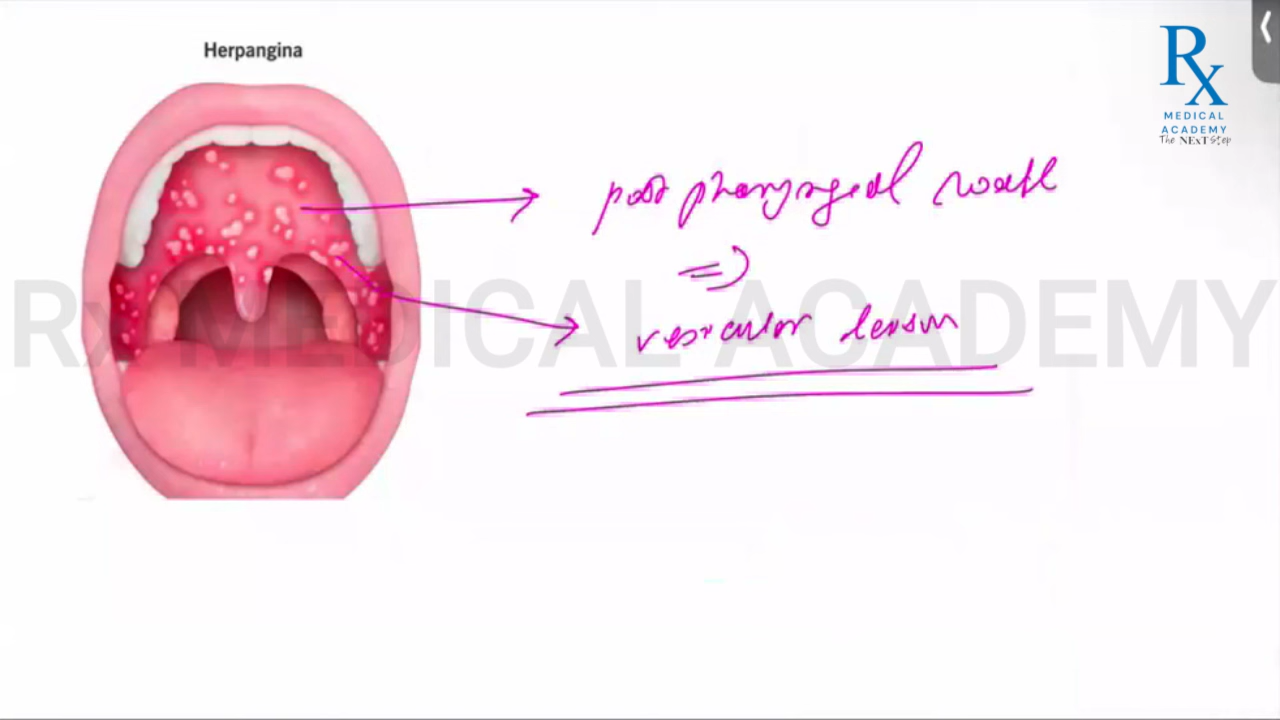 Herpangina
Rx
MEDICAL
ACADEMY
The NExT Step
post pharyngeal wall
=>
vesicular lesion
Rx MEDICAL ACADEMY